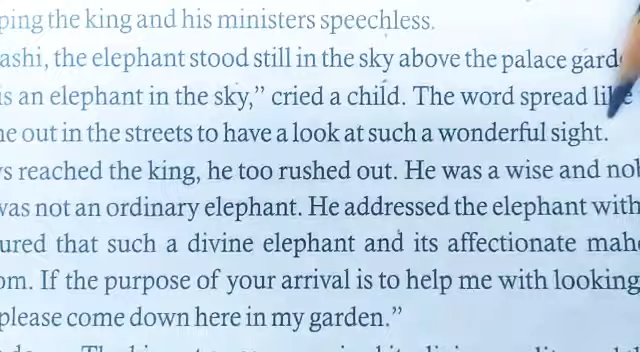 ping the king and his ministers speechless.
ashi, the elephant stood still in the sky above the palace gard
is an elephant in the sky,” cried a child. The word spread like
ne out in the streets to have a look at such a wonderful sight.
s reached the king, he too rushed out. He was a wise and nob
was not an ordinary elephant. He addressed the elephant with
ured that such a divine elephant and its affectionate mah
om. If the purpose of your arrival is to help me with looking
please come down here in my garden.”